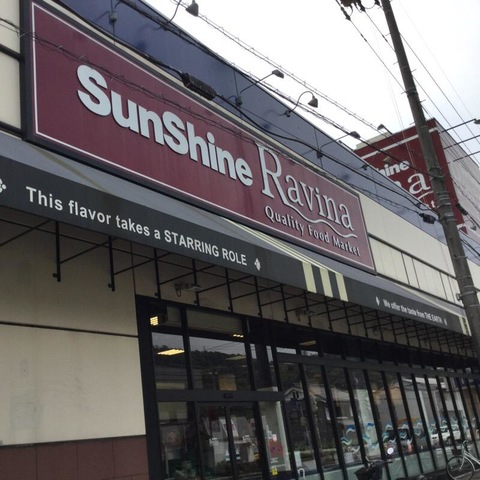 SunShine
Ravina
Quality Food Market
This flavor takes a STARRING ROLE
We offer the taste from THE EARTH